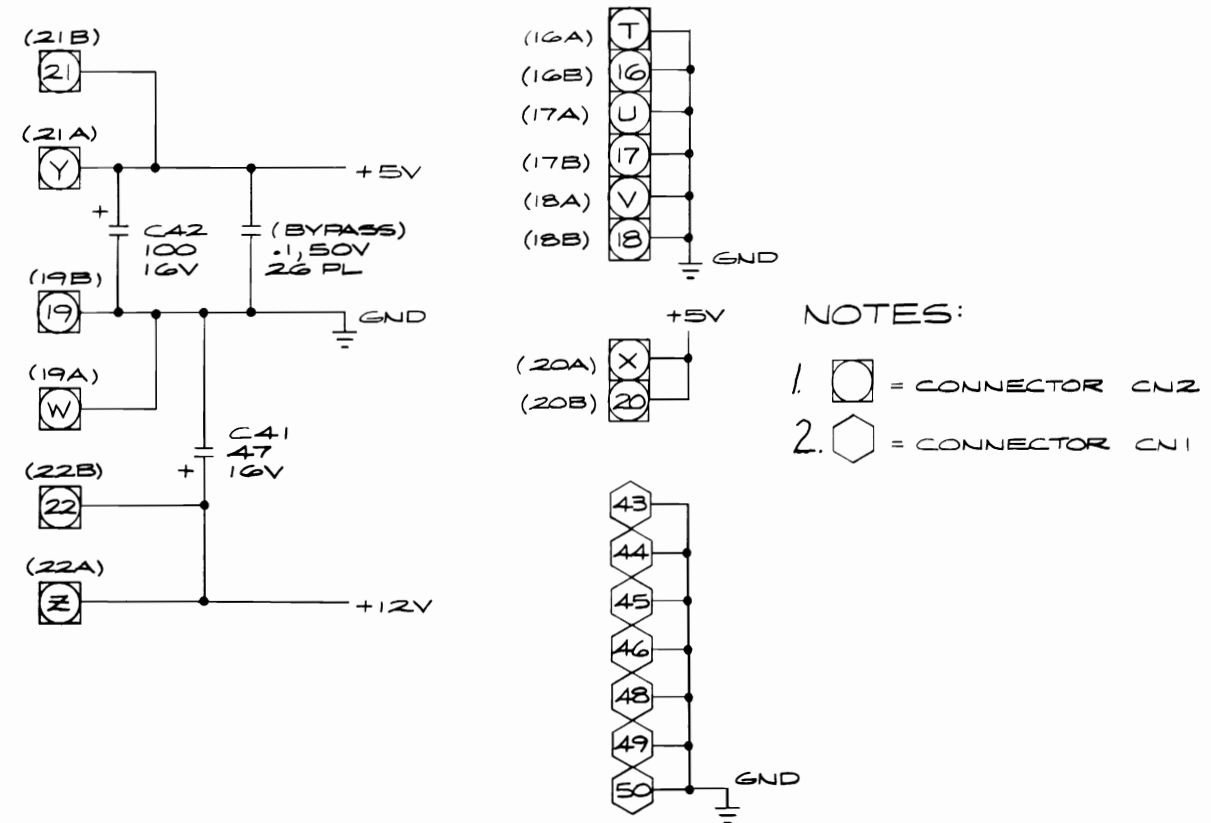 (21B)
21
(21A)
Y
+5V
+
C42
100
16V
(BYPASS)
.1, 50V
26 PL
(19B)
19
GND
(19A)
W
C41
47
16V
+
(22B)
22
(22A)
Z
+12V
(16A) T
(16B) 16
(17A) U
(17B) 17
(18A) V
(18B) 18
GND
+5V
(20A) X
(20B) 20
43
44
45
46
48
49
50
GND
NOTES:
1. = CONNECTOR CN2
2. = CONNECTOR CN1